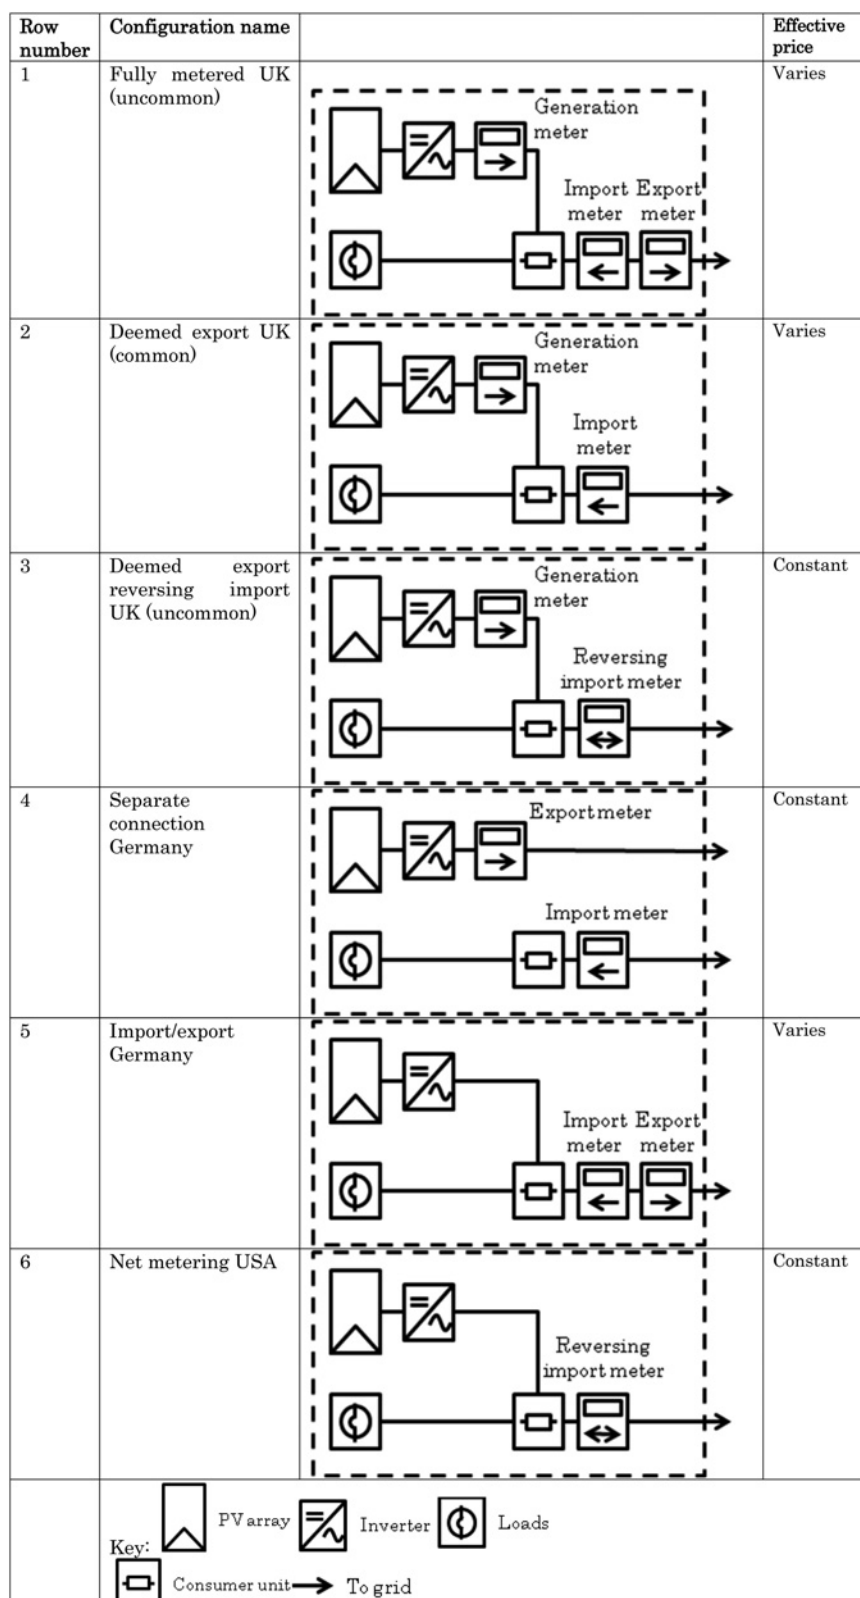 Row number
Configuration name
Effective price
1
Fully metered UK
(uncommon)
Generation
meter
Import Export
meter meter
Varies
2
Deemed export UK
(common)
Generation
meter
Import
meter
Varies
3
Deemed export
reversing import
UK (uncommon)
Generation
meter
Reversing
import meter
Constant
4
Separate
connection
Germany
Export meter
Import meter
Constant
5
Import/export
Germany
Import Export
meter meter
Varies
6
Net metering USA
Reversing
import meter
Constant
Key:
PV array
Inverter
Loads
Consumer unit
To grid